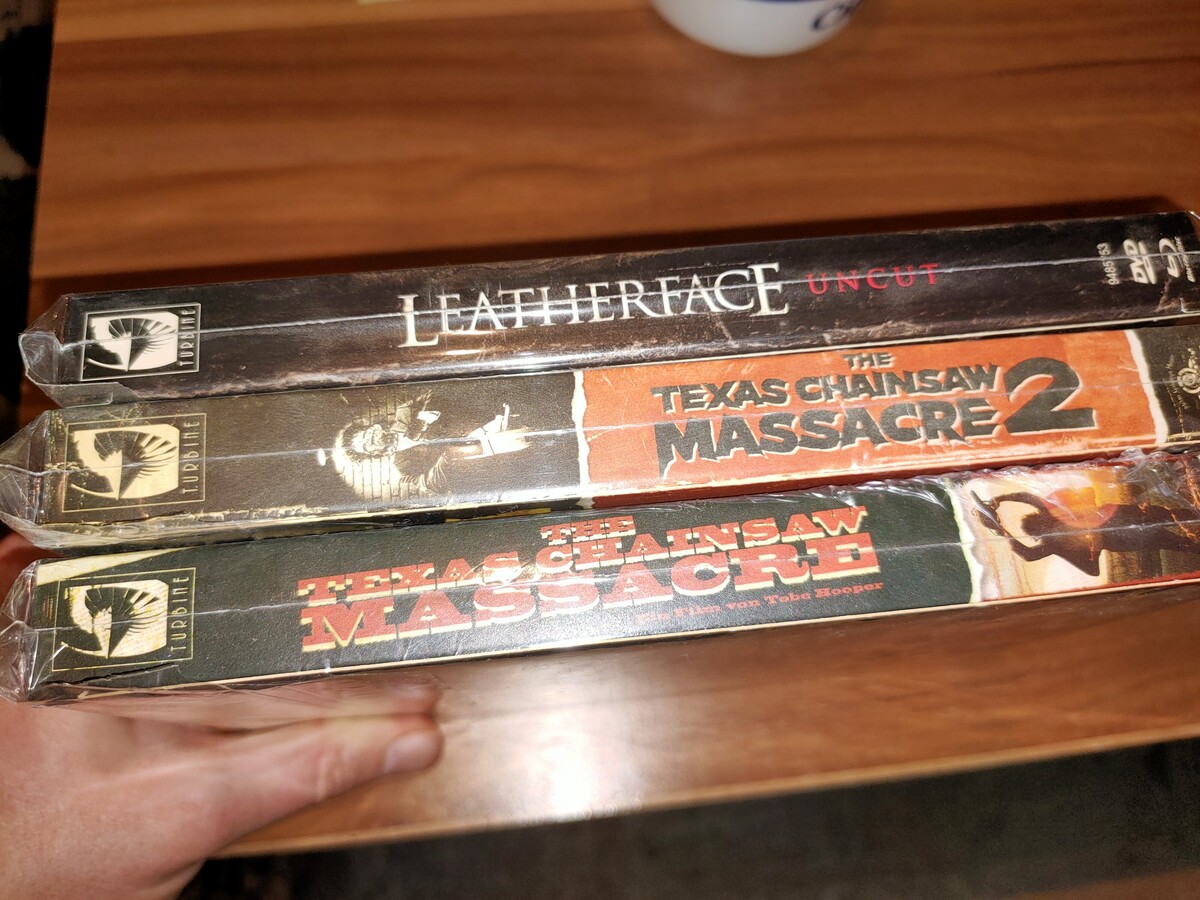 TURBINE
LEATHERFACE UNCUT
DVD
TURBINE
THE
TEXAS CHAINSAW
MASSACRE 2
TURBINE
THE
TEXAS CHAINSAW
MASSACRE
Ein Film von Tobe Hooper